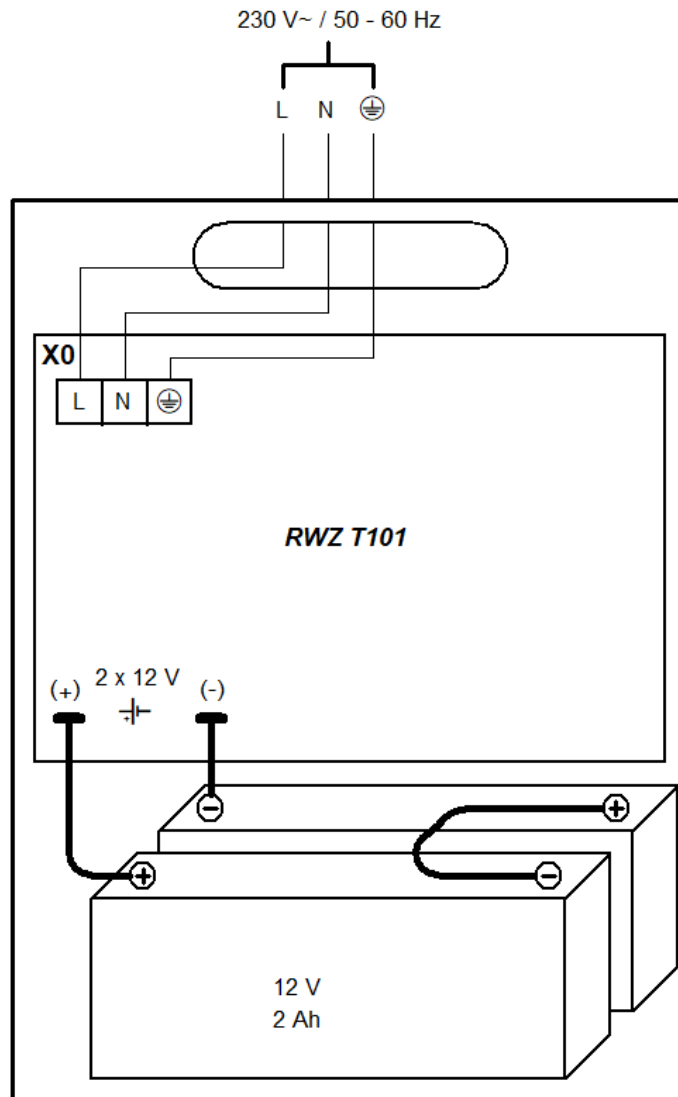 230 V~ / 50 - 60 Hz
L N
X0
L N
RWZ T101
2 x 12 V
(+) (-)
- +
+ -
12 V
2 Ah